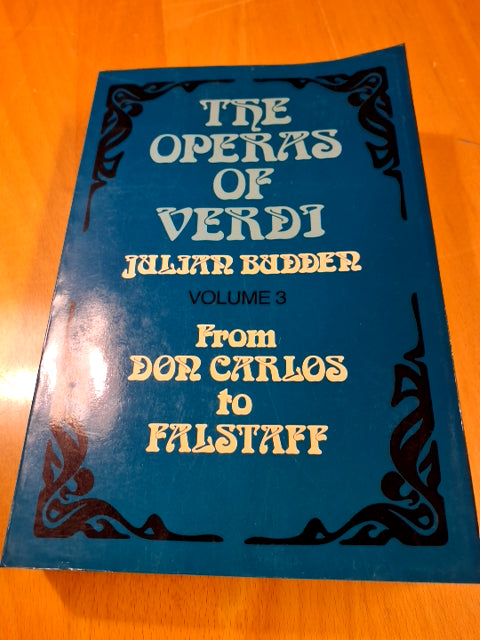 THE
OPERAS
OF
VERDI
JULIAN BUDDEN
VOLUME 3
From
DON CARLOS
to
FALSTAFF